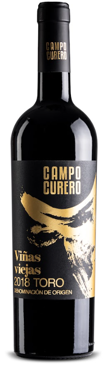 CAMPO
CURERO
CAMPO
CURERO
Viñas
viejas
2018 TORO
DENOMINACIÓN DE ORIGEN